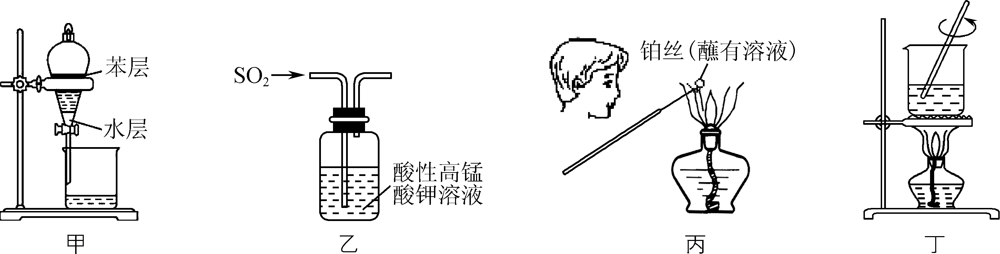 苯层
水层
甲
SO₂
酸性高锰
酸钾溶液
乙
铂丝(蘸有溶液)
丙
丁